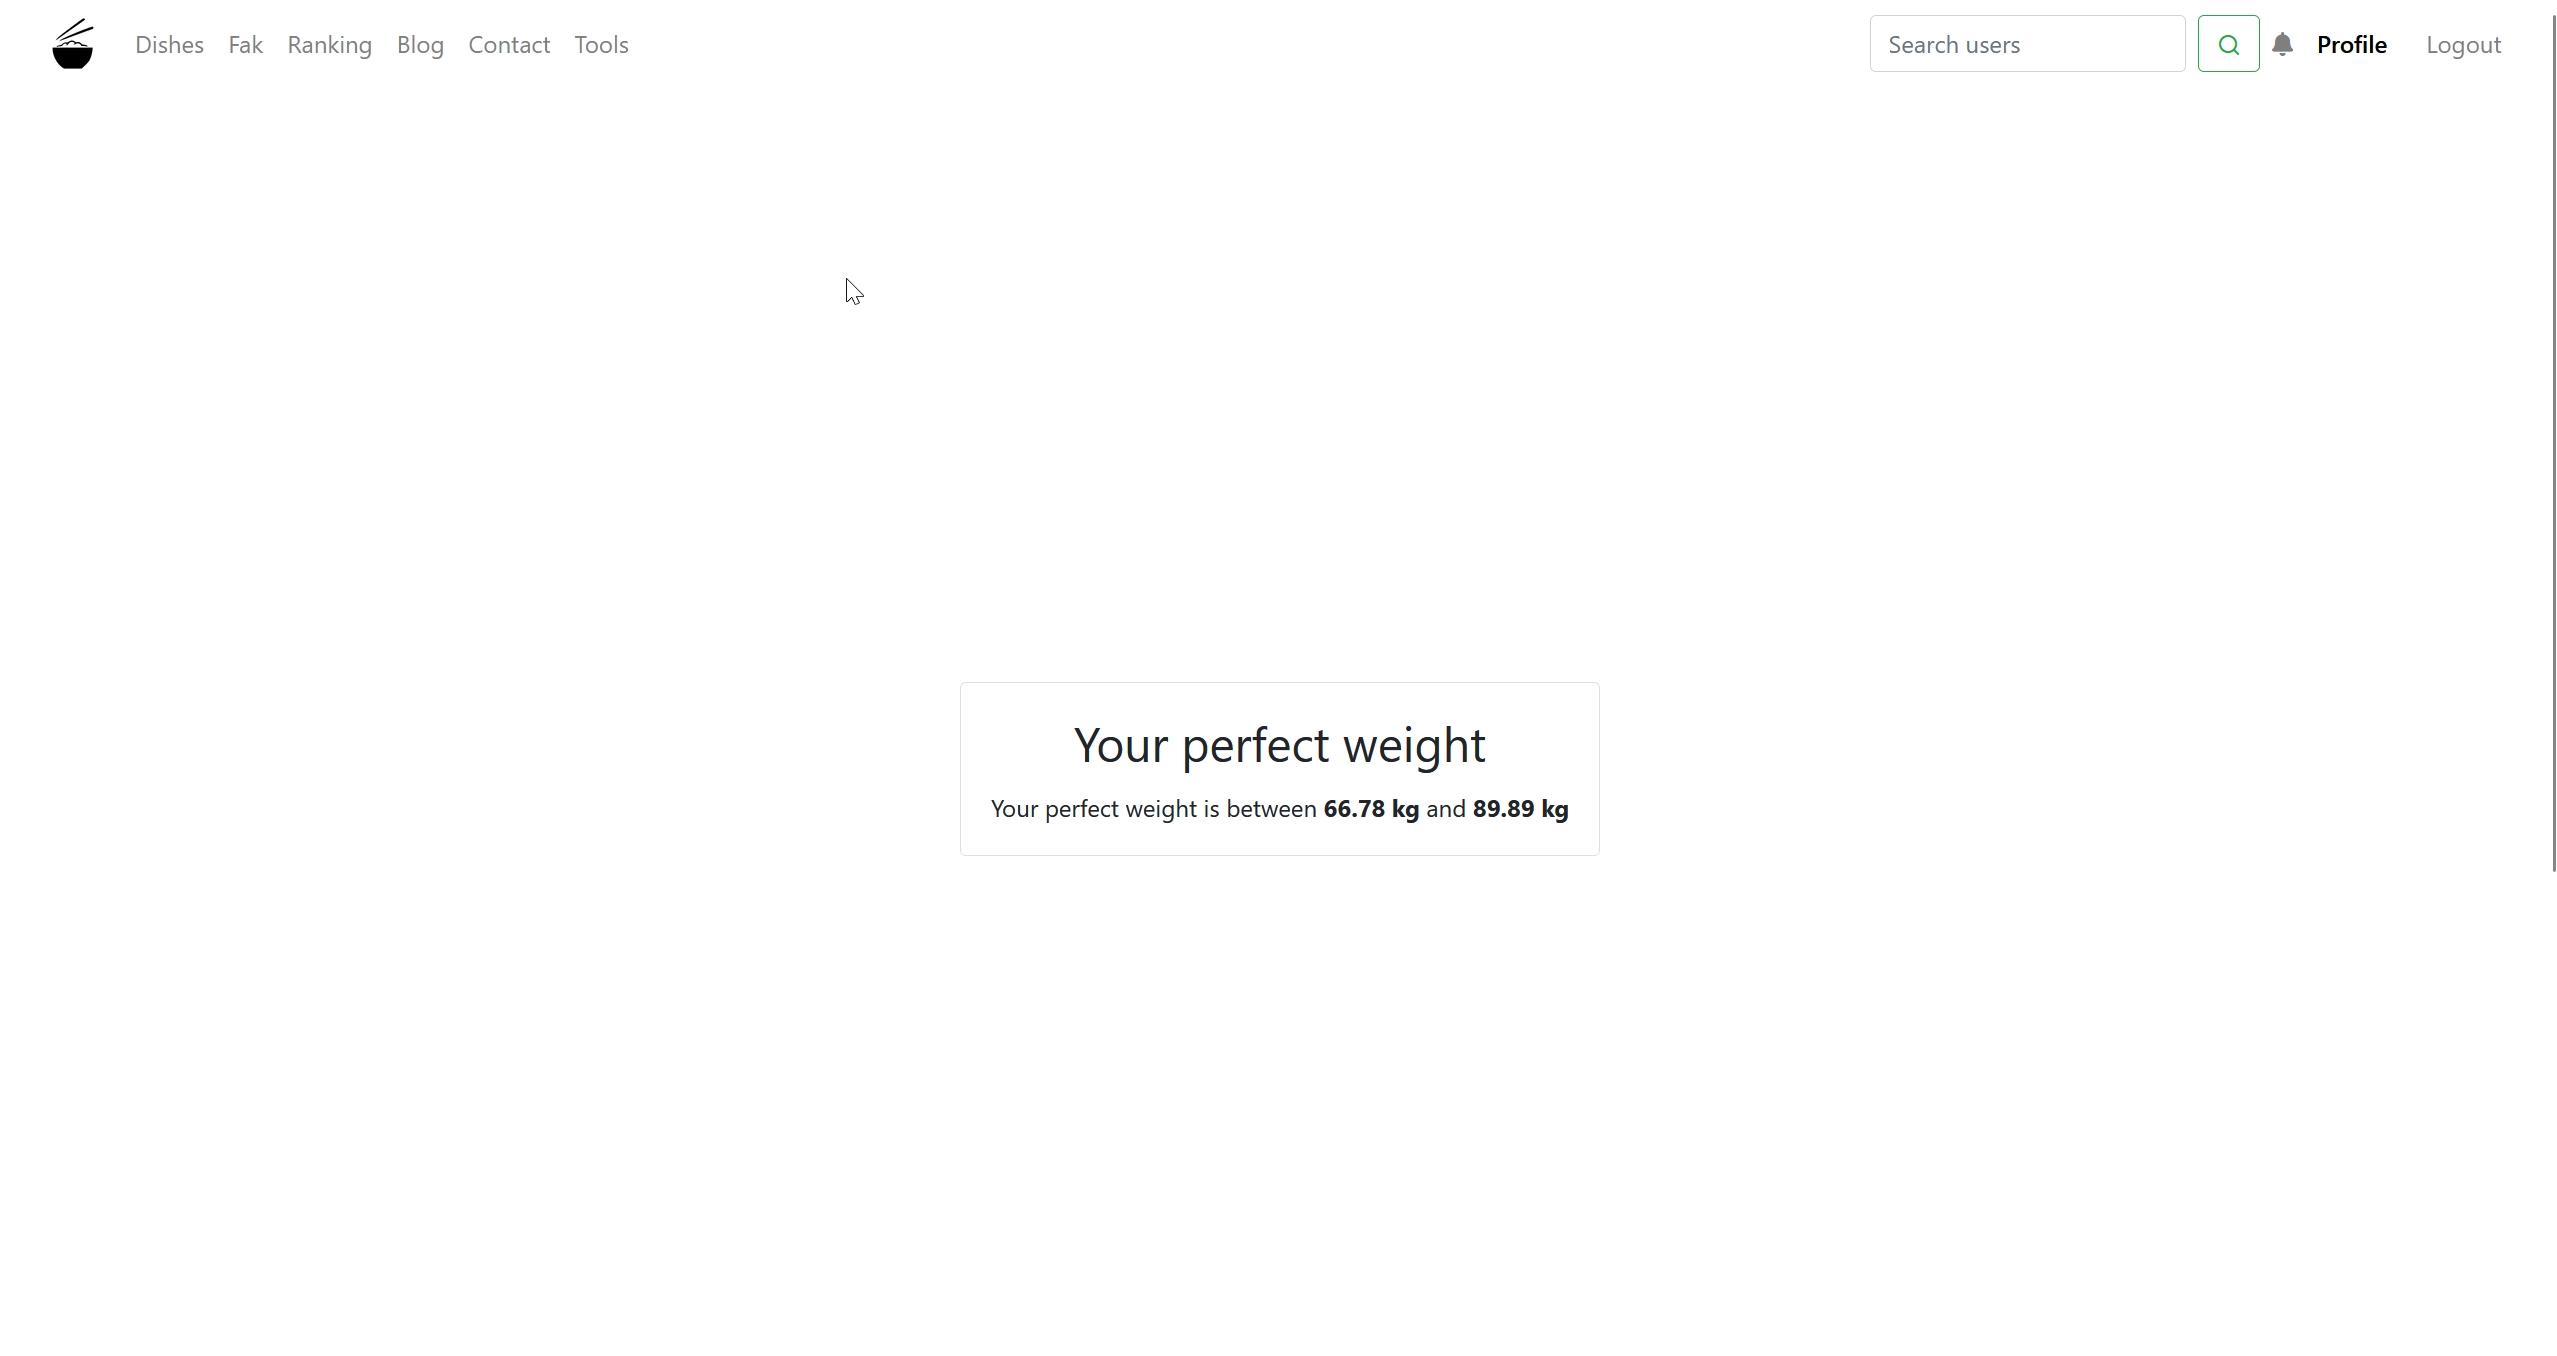 Dishes Fak Ranking Blog Contact Tools Search users Profile Logout
Your perfect weight
Your perfect weight is between 66.78 kg and 89.89 kg